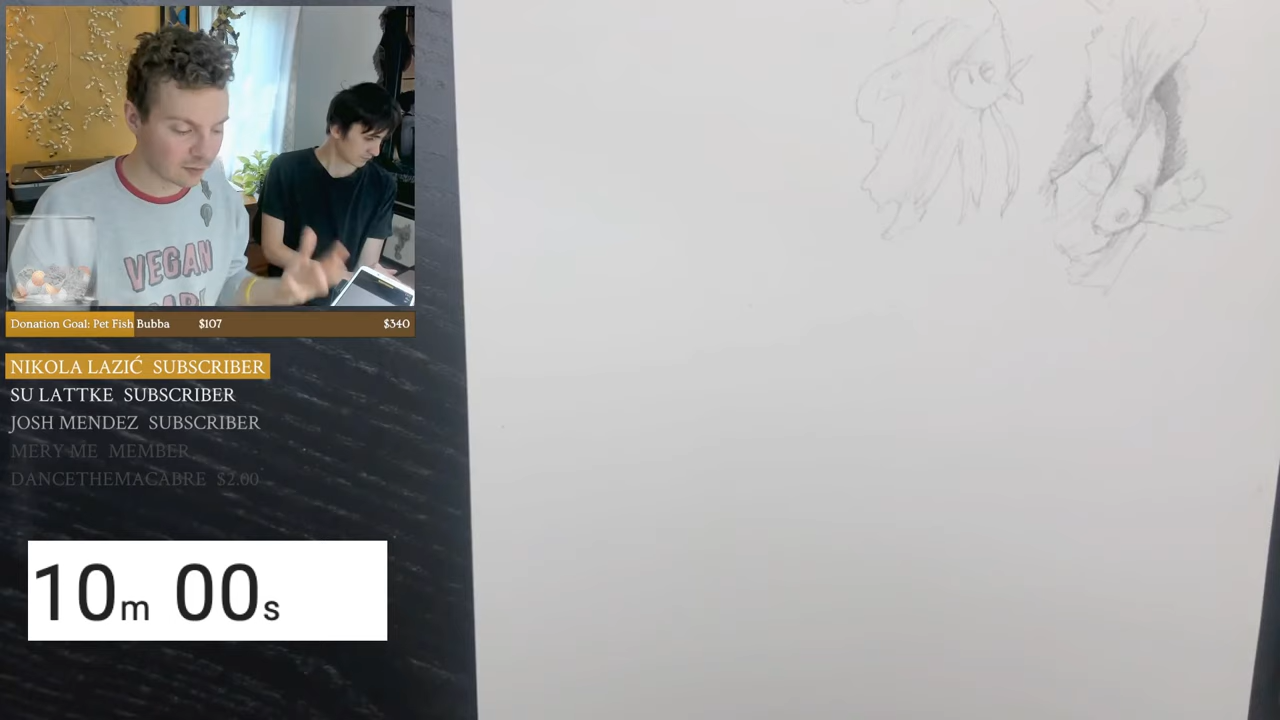 VEGAN
Donation Goal: Pet Fish Bubba $107 $340
NIKOLA LAZIĆ SUBSCRIBER
SU LATTKE SUBSCRIBER
JOSH MENDEZ SUBSCRIBER
MERY ME MEMBER
DANCETHEMACABRE $2.00
10m 00s